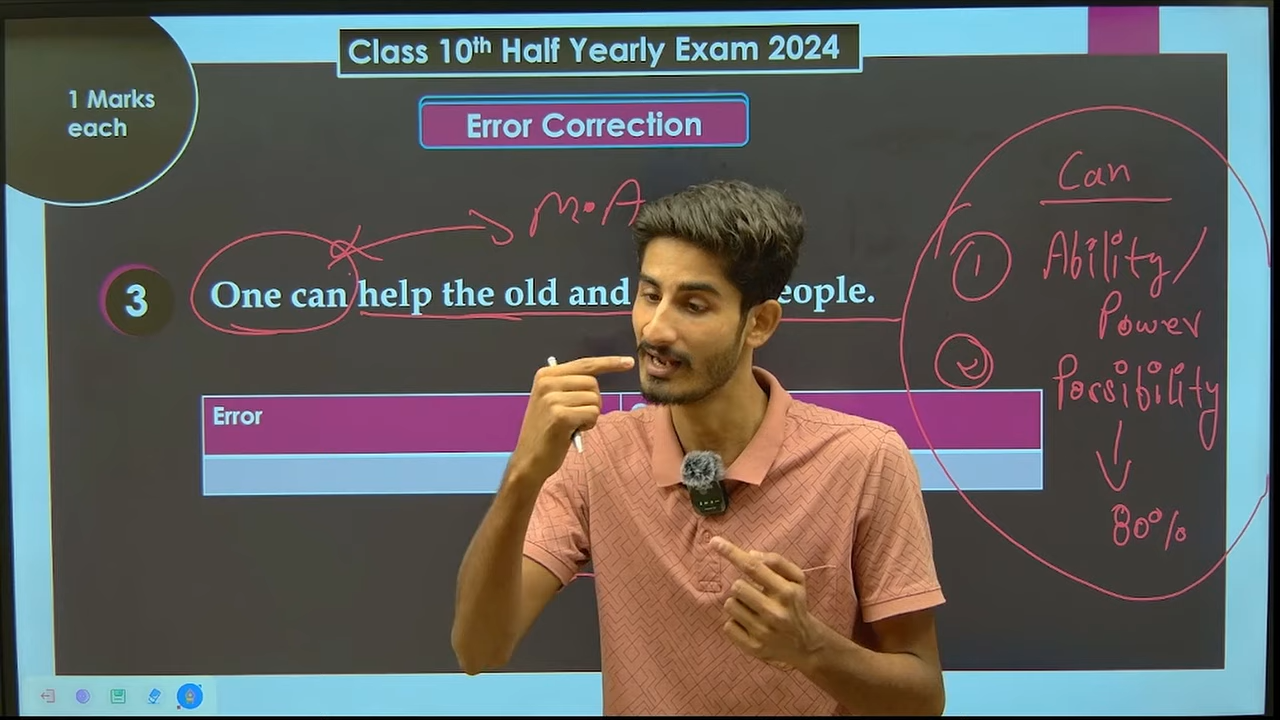 Class 10th Half Yearly Exam 2024
1 Marks
each
Error Correction
M.A
3
One can help the old and eople.
Error
Can
1 Ability/
Power
2 Possibility
80%